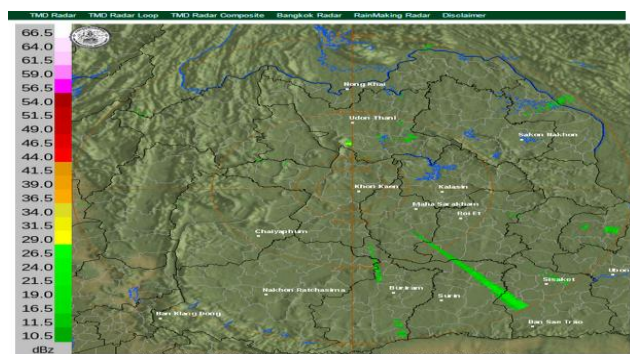 TMD Radar TMD Radar Loop TMD Radar Composite Bangkok Radar RainMaking Radar Disclaimer
66.5
64.0
61.5
59.0
56.5
54.0
51.5
49.0
46.5
44.0
41.5
39.0
36.5
34.0
31.5
29.0
26.5
24.0
21.5
19.0
16.5
14.0
11.5
10.5
dBz
Nong Khai
Udon Thani
Sakon Nakhon
Khon Kaen
Kalasin
Maha Sarakham
Roi Et
Chaiyaphum
Sisaket
Ubon
Nakhon Ratchasima
Buriram
Surin
Ban Klang Dong